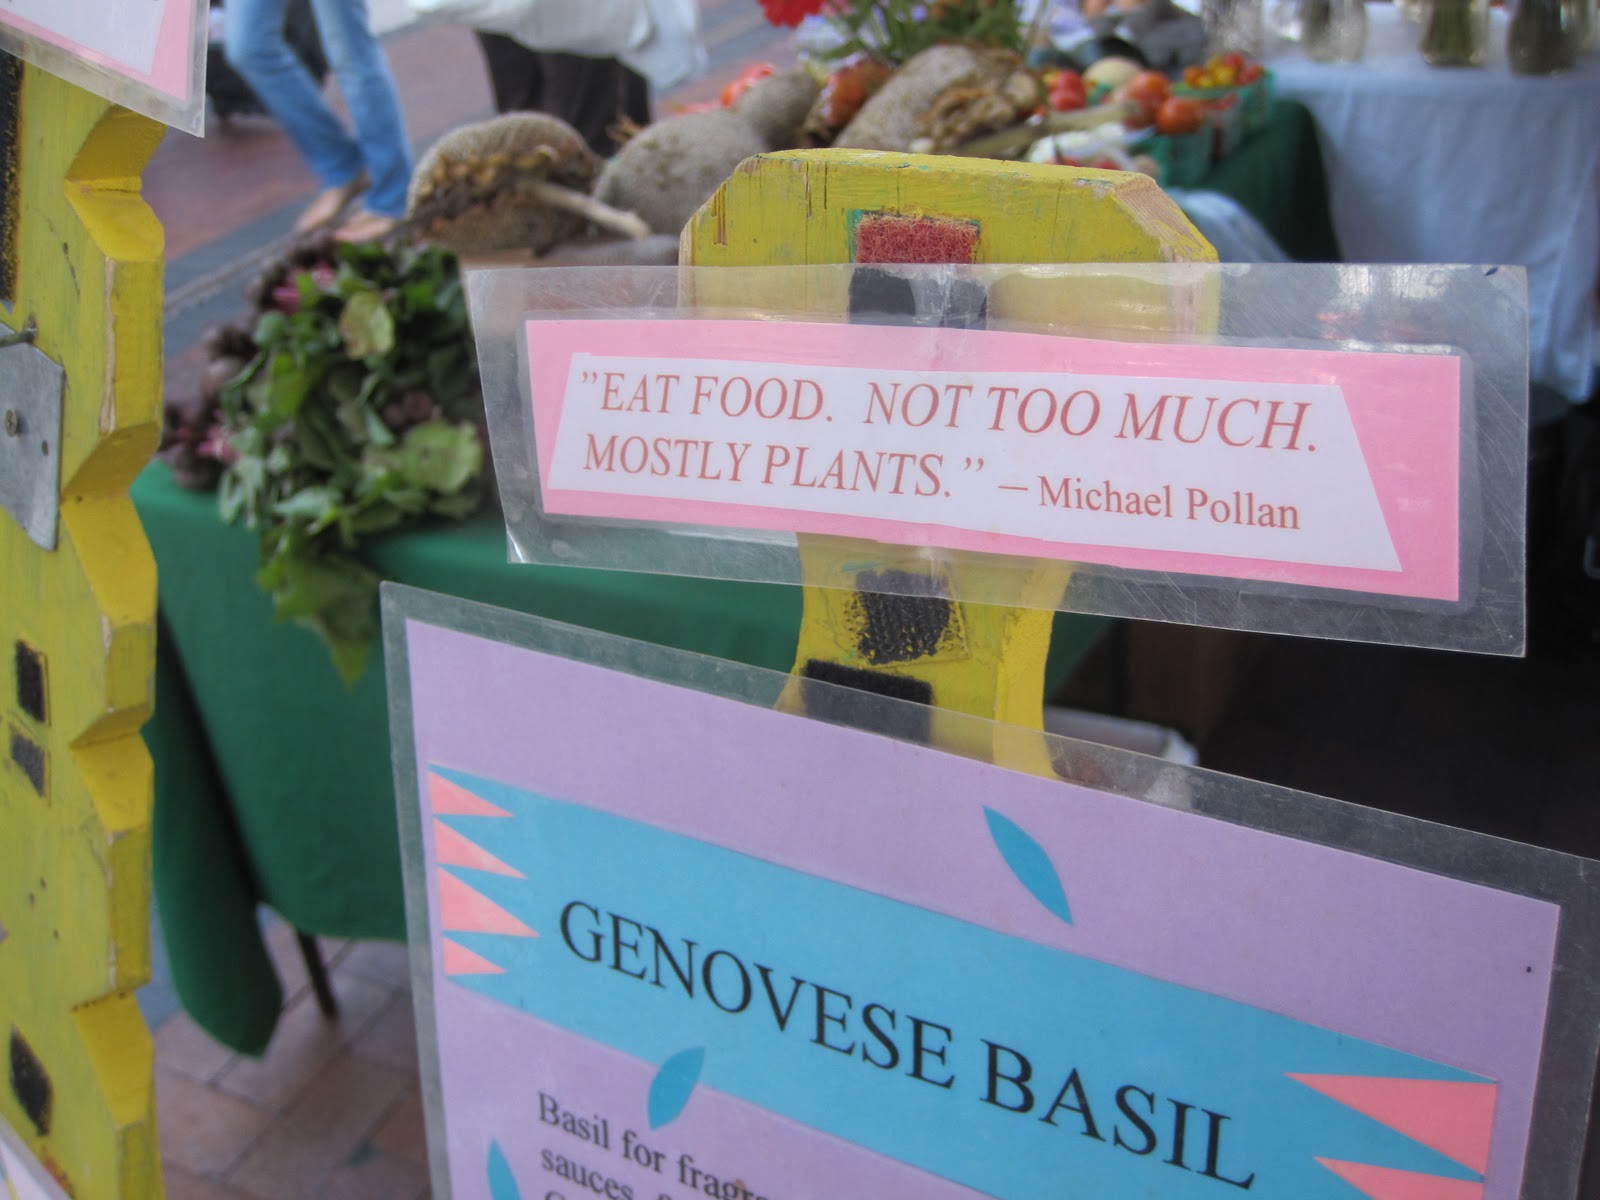 ”EAT FOOD. NOT TOO MUCH.
MOSTLY PLANTS.” – Michael Pollan
GENOVESE BASIL
Basil for
sauces